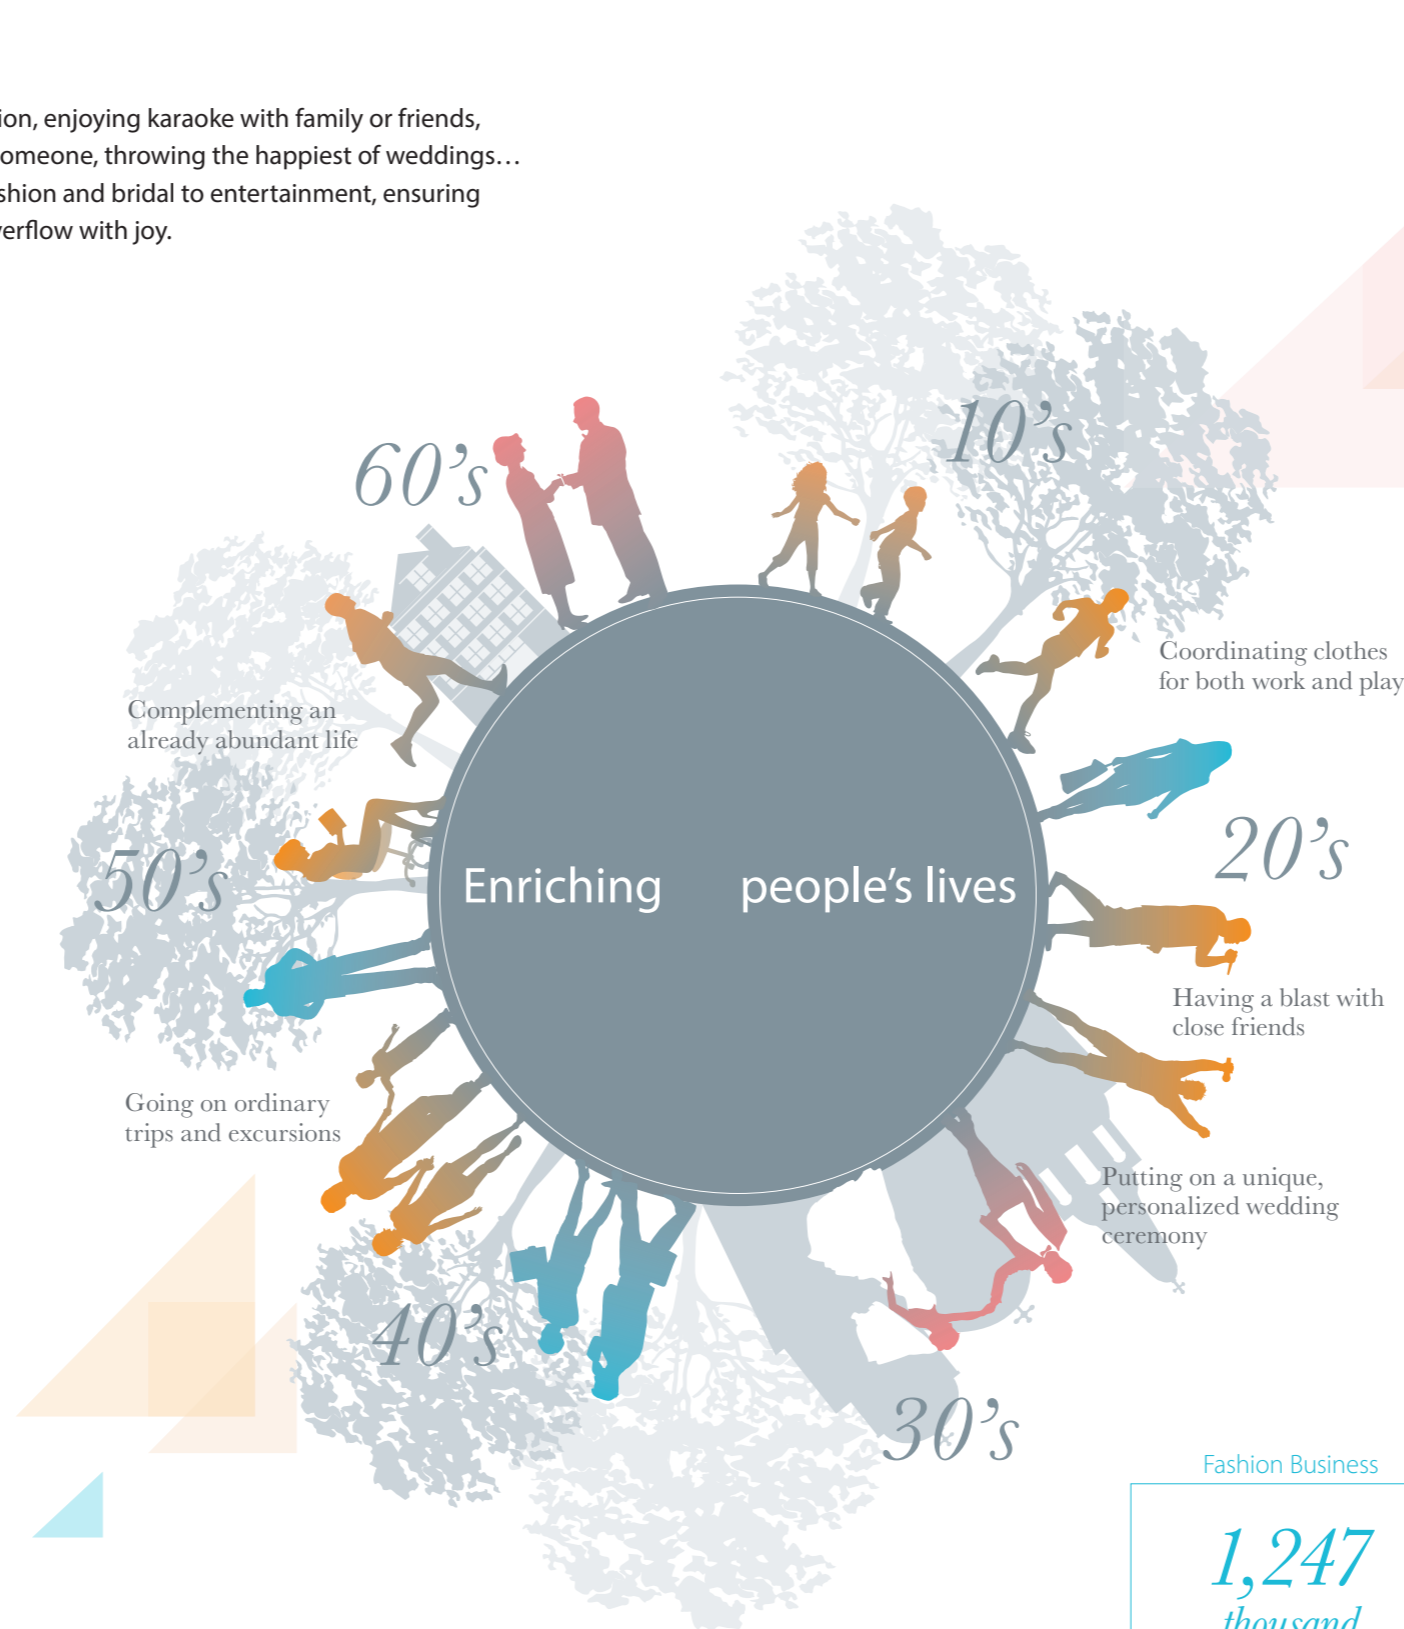 ion, enjoying karaoke with family or friends,
omeone, throwing the happiest of weddings…
shion and bridal to entertainment, ensuring
verflow with joy.
10’s
60’s
Coordinating clothes
for both work and play
Complementing an
already abundant life
20’s
50’s
Enriching people’s lives
Having a blast with
close friends
Going on ordinary
trips and excursions
Putting on a unique,
personalized wedding
ceremony
40’s
30’s
Fashion Business
1,247
thousand